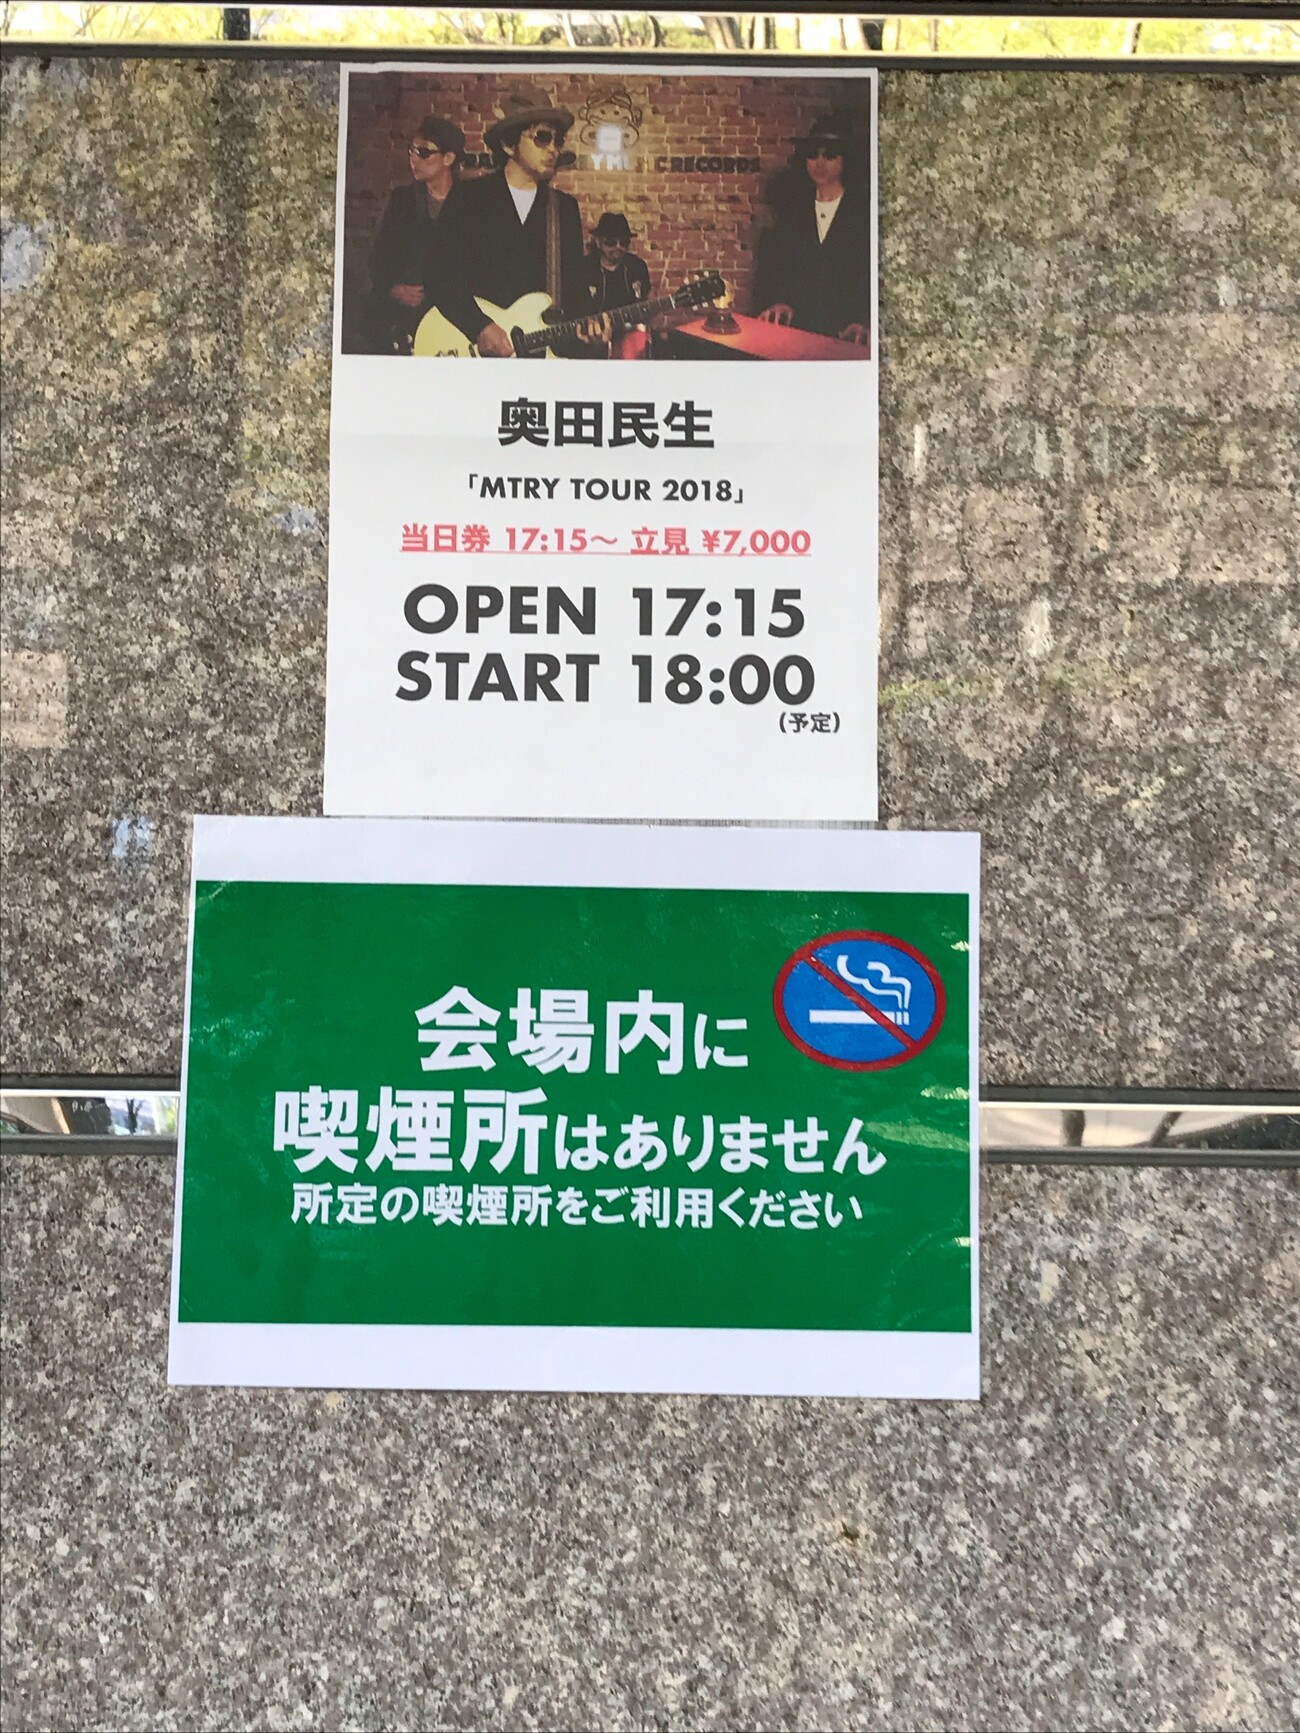 奥田民生
「MTRY TOUR 2018」
当日券 17:15～ 立見 ¥7,000
OPEN 17:15
START 18:00
(予定)
会場内に
喫煙所はありません
所定の喫煙所をご利用ください